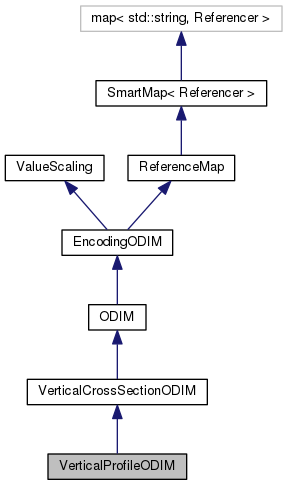 map< std::string, Referencer >
SmartMap< Referencer >
ValueScaling
ReferenceMap
EncodingODIM
ODIM
VerticalCrossSectionODIM
VerticalProfileODIM